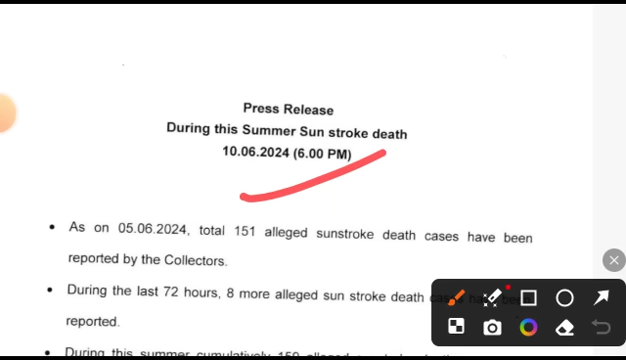 Press Release
During this Summer Sun stroke death
10.06.2024 (6.00 PM)
• As on 05.06.2024, total 151 alleged sunstroke death cases have been
reported by the Collectors.
• During the last 72 hours, 8 more alleged sun stroke death
reported.
• During this summer cumulatively 159